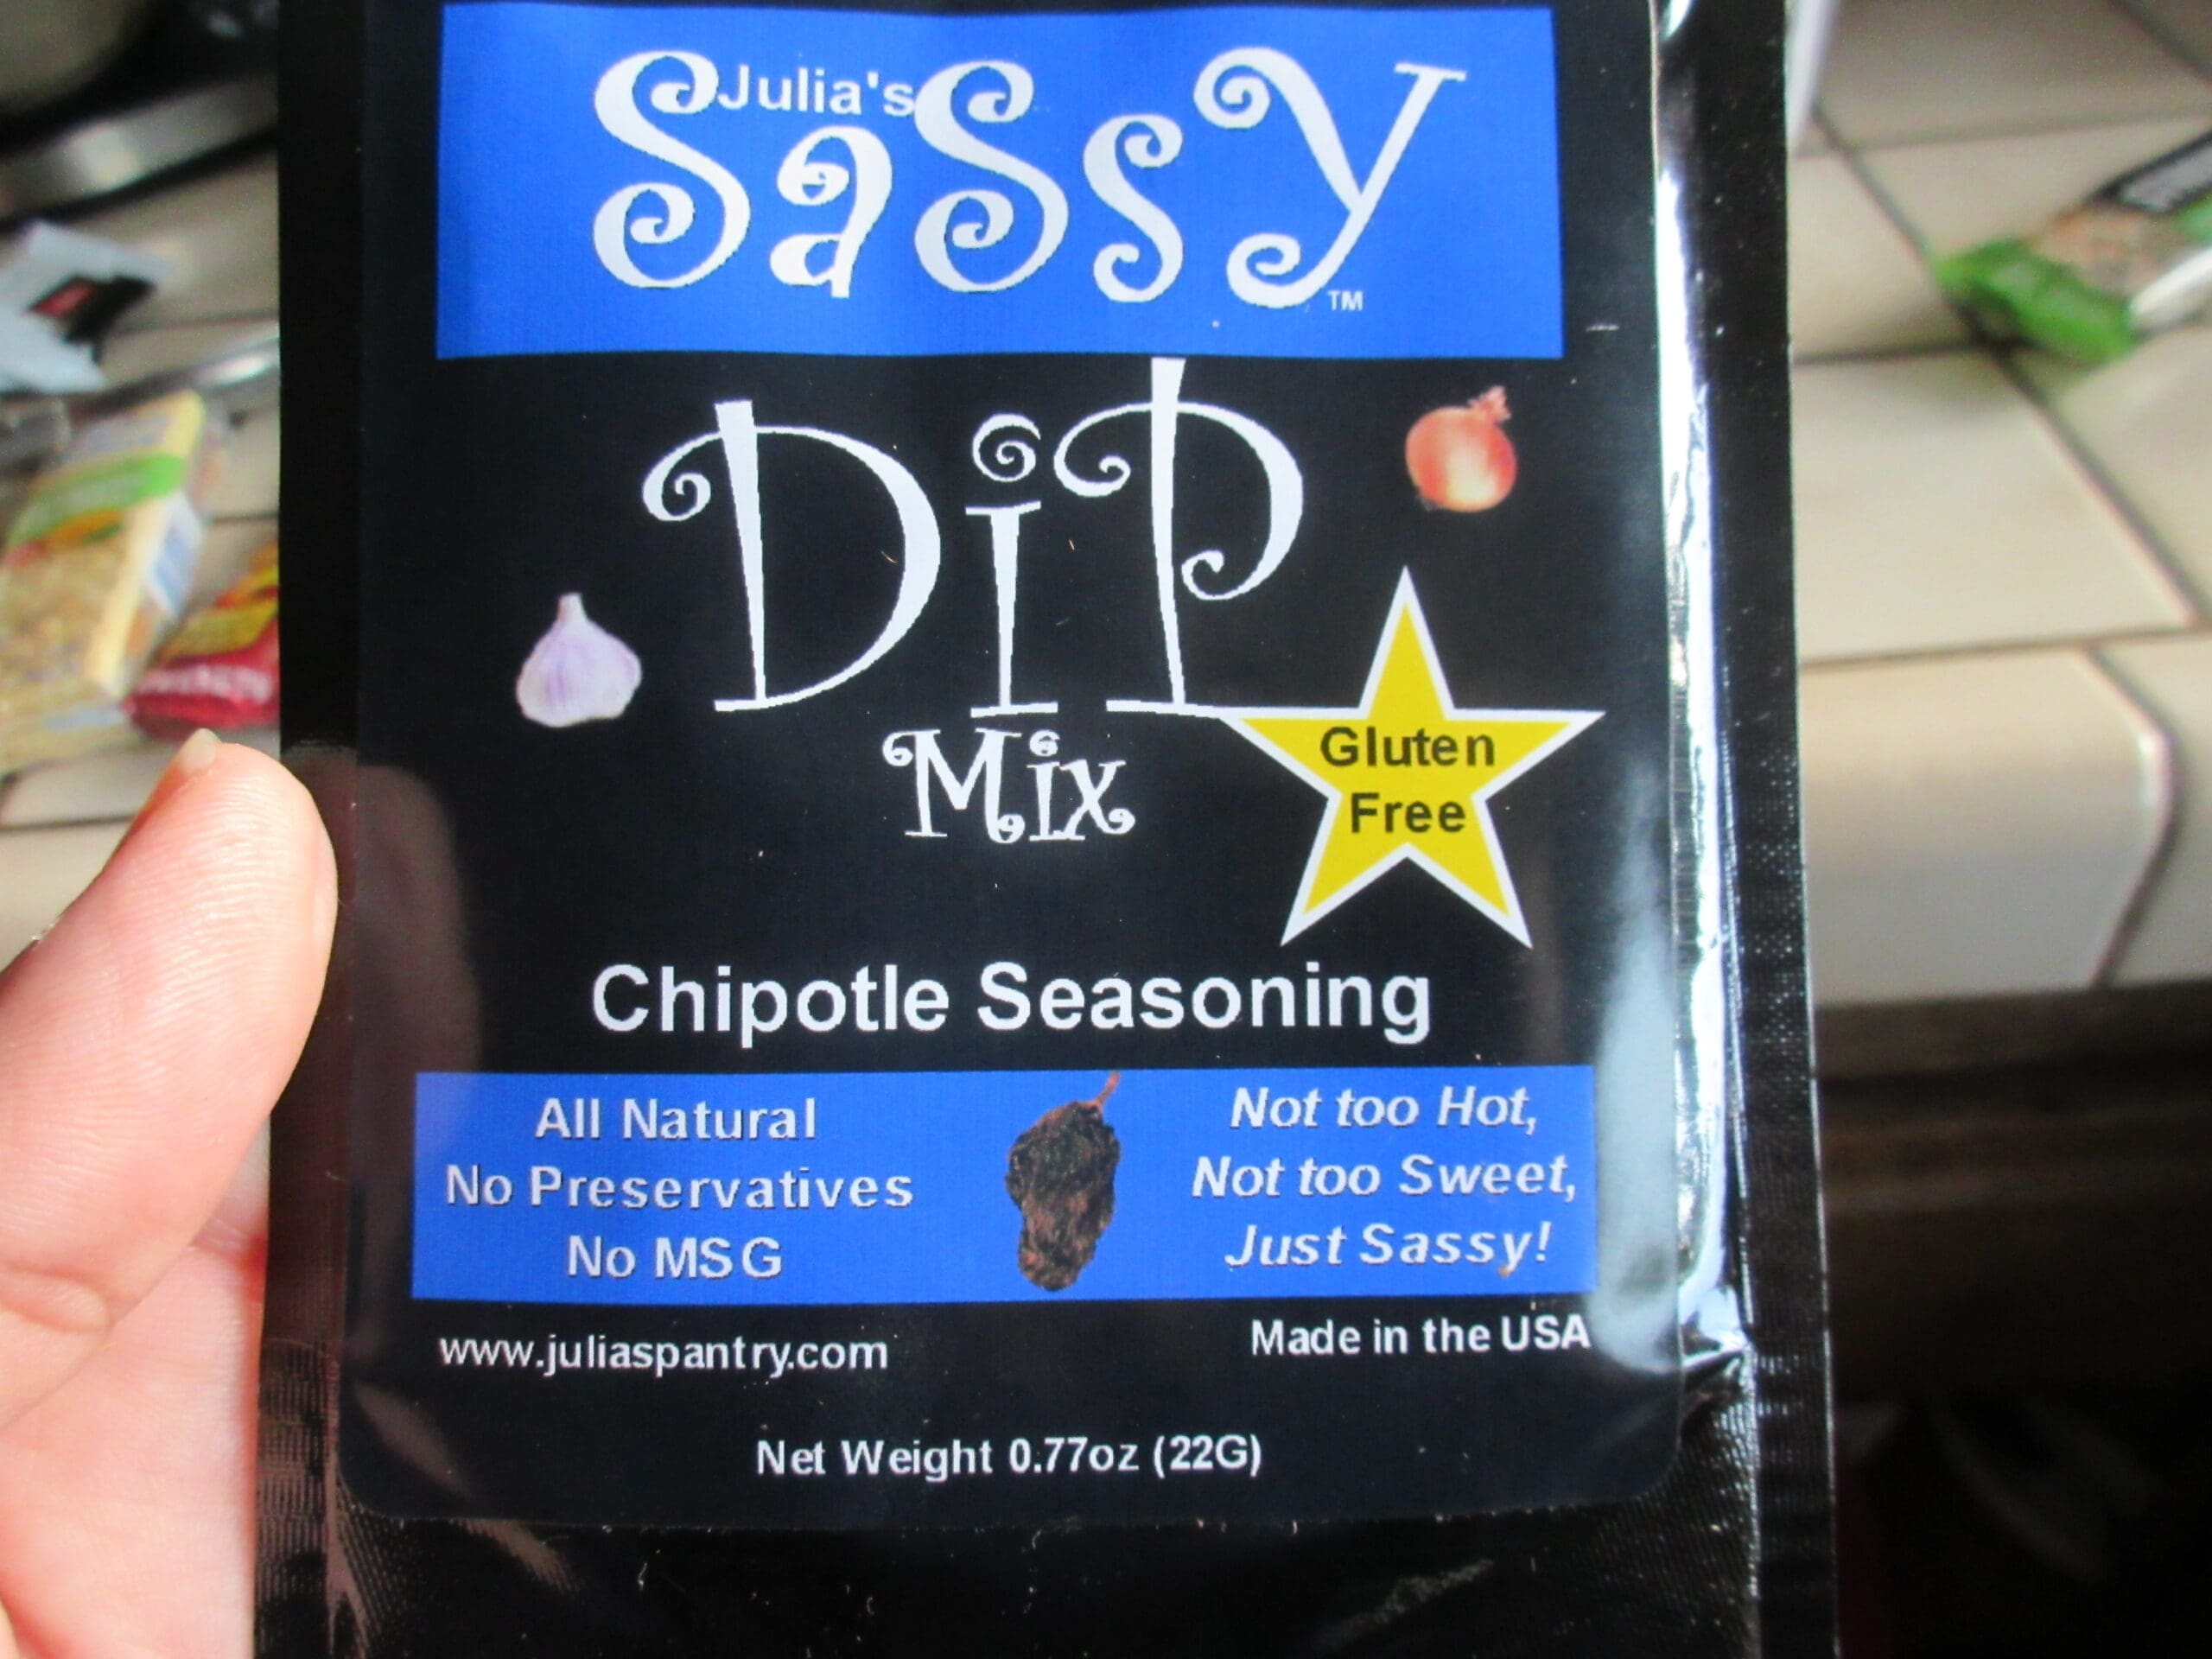 Julia's
SaSsY
TM
DiP
Mix
Gluten
Free
Chipotle Seasoning
All Natural
No Preservatives
No MSG
Not too Hot,
Not too Sweet,
Just Sassy!
www.juliaspantry.com
Made in the USA
Net Weight 0.77oz (22G)